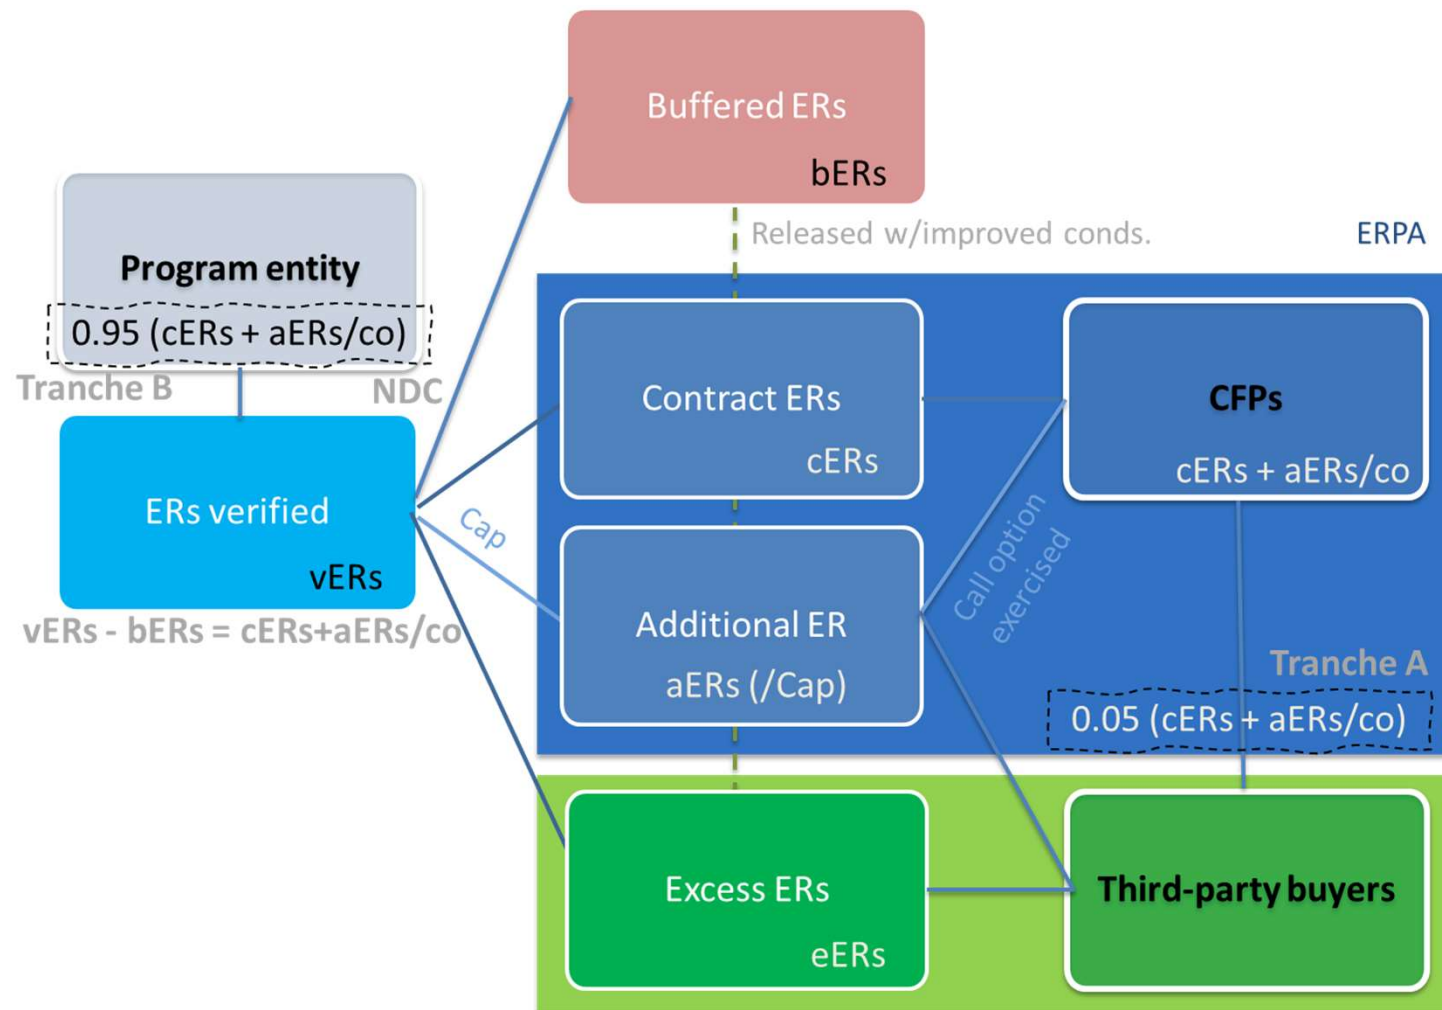 Buffered ERs
bERs
Released w/improved conds.
ERPA
Program entity
0.95 (cERs + aERs/co)
Tranche B
NDC
ERs verified
vERs
vERs - bERs = cERs+aERs/co
Cap
Contract ERs
cERs
CFPs
cERs + aERs/co
Call option
exercised
Additional ER
aERs (/Cap)
Tranche A
0.05 (cERs + aERs/co)
Excess ERs
eERs
Third-party buyers